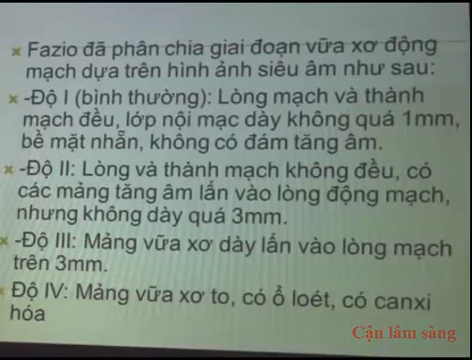 Fazio đã phân chia giai đoạn vữa xơ động
mạch dựa trên hình ảnh siêu âm như sau:
-Độ I (bình thường): Lòng mạch và thành
mạch đều, lớp nội mạc dày không quá 1mm,
bề mặt nhẵn, không có đám tăng âm.
-Độ II: Lòng và thành mạch không đều, có
các mảng tăng âm lấn vào lòng động mạch,
nhưng không dày quá 3mm.
-Độ III: Mảng vữa xơ dày lấn vào lòng mạch
trên 3mm.
Độ IV: Mảng vữa xơ to, có ổ loét, có canxi
hóa
Cận lâm sàng